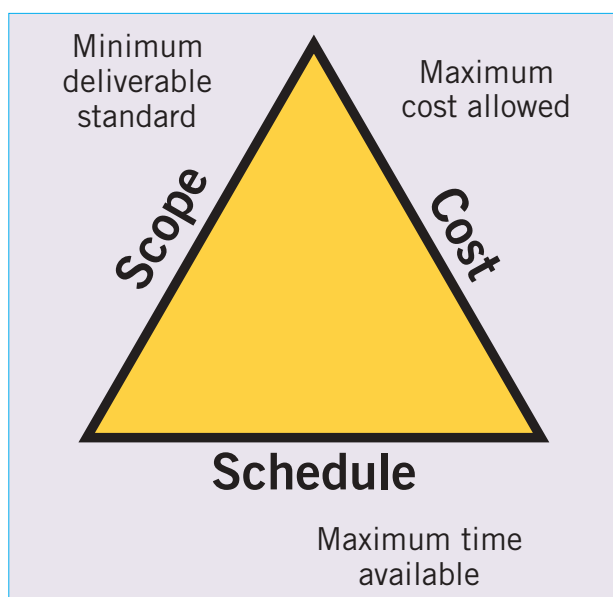 Minimum
deliverable
standard
Maximum
cost allowed
Scope
Cost
Schedule
Maximum time
available